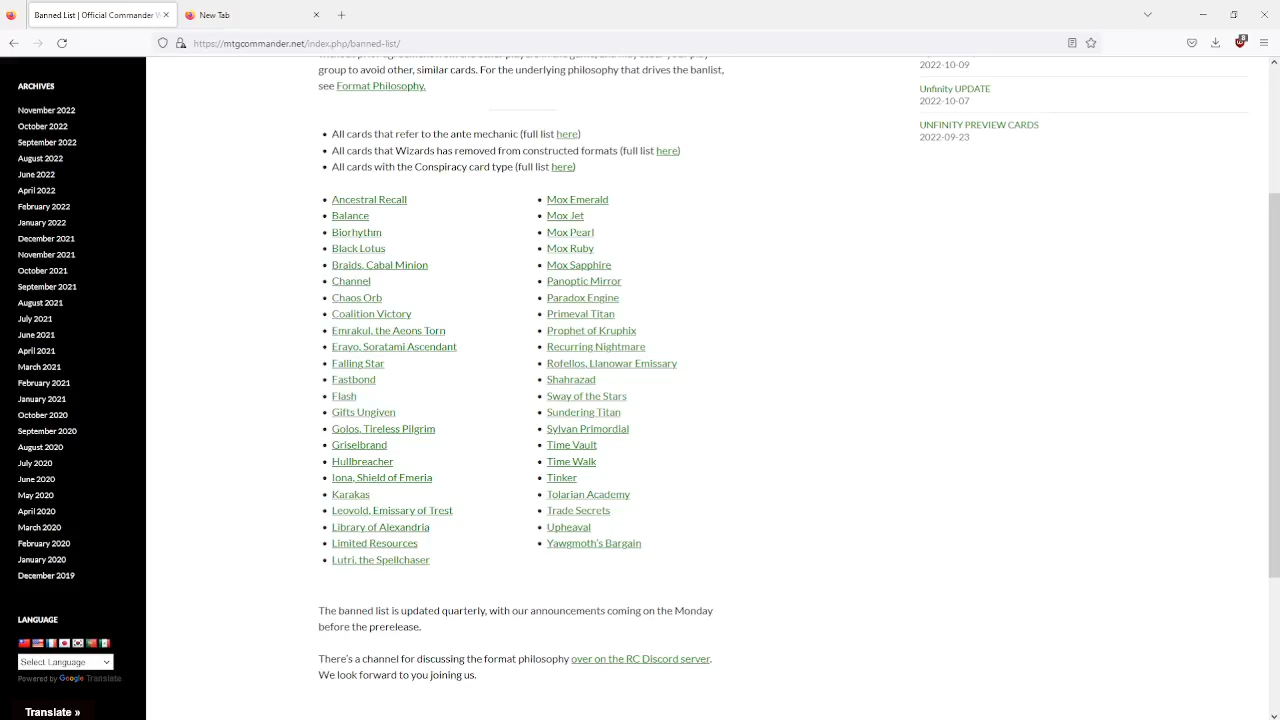 Banned List | Official Commander W
New Tab
https://mtgcommander.net/index.php/banned-list/
8
ARCHIVES
November 2022
October 2022
September 2022
August 2022
June 2022
April 2022
February 2022
January 2022
December 2021
November 2021
October 2021
September 2021
August 2021
July 2021
June 2021
April 2021
March 2021
February 2021
January 2021
October 2020
September 2020
August 2020
July 2020
June 2020
May 2020
April 2020
March 2020
February 2020
January 2020
December 2019
LANGUAGE
Select Language
Powered by Google Translate
Translate »
group to avoid other, similar cards. For the underlying philosophy that drives the banlist,
see Format Philosophy.
All cards that refer to the ante mechanic (full list here)
All cards that Wizards has removed from constructed formats (full list here)
All cards with the Conspiracy card type (full list here)
Ancestral Recall
Balance
Biorhythm
Black Lotus
Braids, Cabal Minion
Channel
Chaos Orb
Coalition Victory
Emrakul, the Aeons Torn
Erayo, Soratami Ascendant
Falling Star
Fastbond
Flash
Gifts Ungiven
Golos, Tireless Pilgrim
Griselbrand
Hullbreacher
Iona, Shield of Emeria
Karakas
Leovold, Emissary of Trest
Library of Alexandria
Limited Resources
Lutri, the Spellchaser
Mox Emerald
Mox Jet
Mox Pearl
Mox Ruby
Mox Sapphire
Panoptic Mirror
Paradox Engine
Primeval Titan
Prophet of Kruphix
Recurring Nightmare
Rofellos, Llanowar Emissary
Shahrazad
Sway of the Stars
Sundering Titan
Sylvan Primordial
Time Vault
Time Walk
Tinker
Tolarian Academy
Trade Secrets
Upheaval
Yawgmoth's Bargain
The banned list is updated quarterly, with our announcements coming on the Monday
before the prerelease.
There's a channel for discussing the format philosophy over on the RC Discord server.
We look forward to you joining us.
2022-10-09
Unfinity UPDATE
2022-10-07
UNFINITY PREVIEW CARDS
2022-09-23